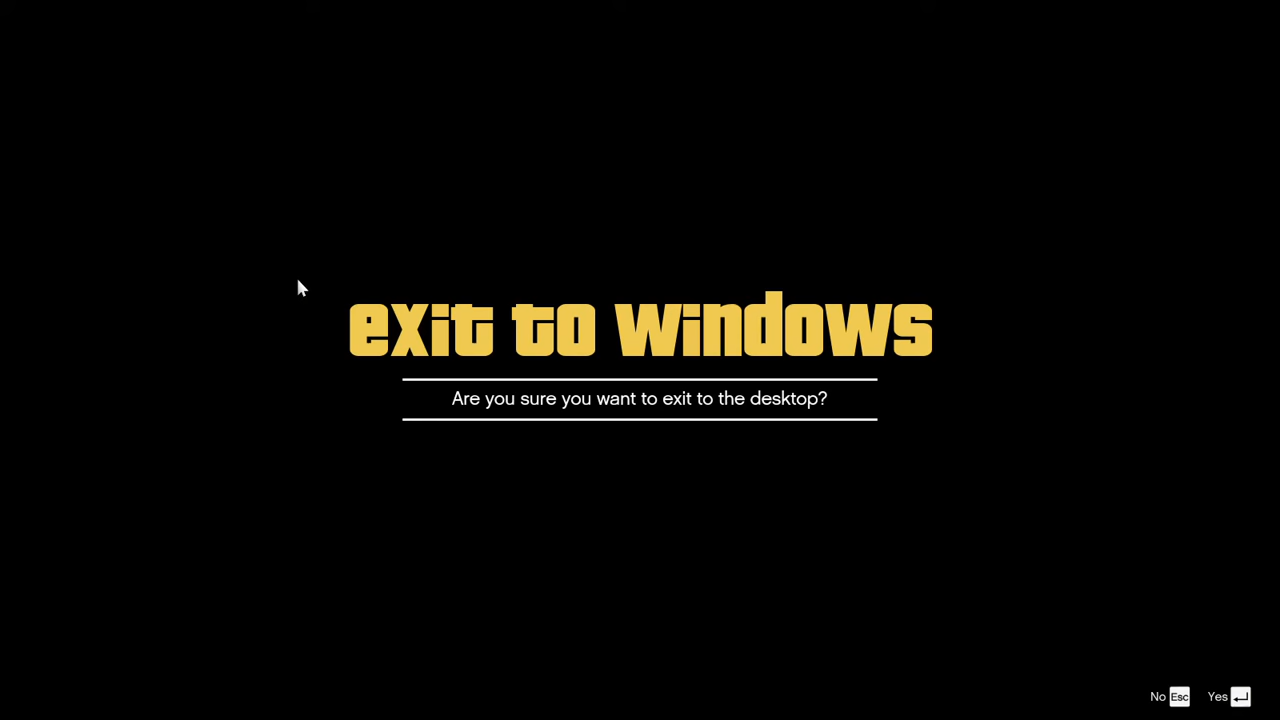 exit to windows
Are you sure you want to exit to the desktop?
No Esc Yes